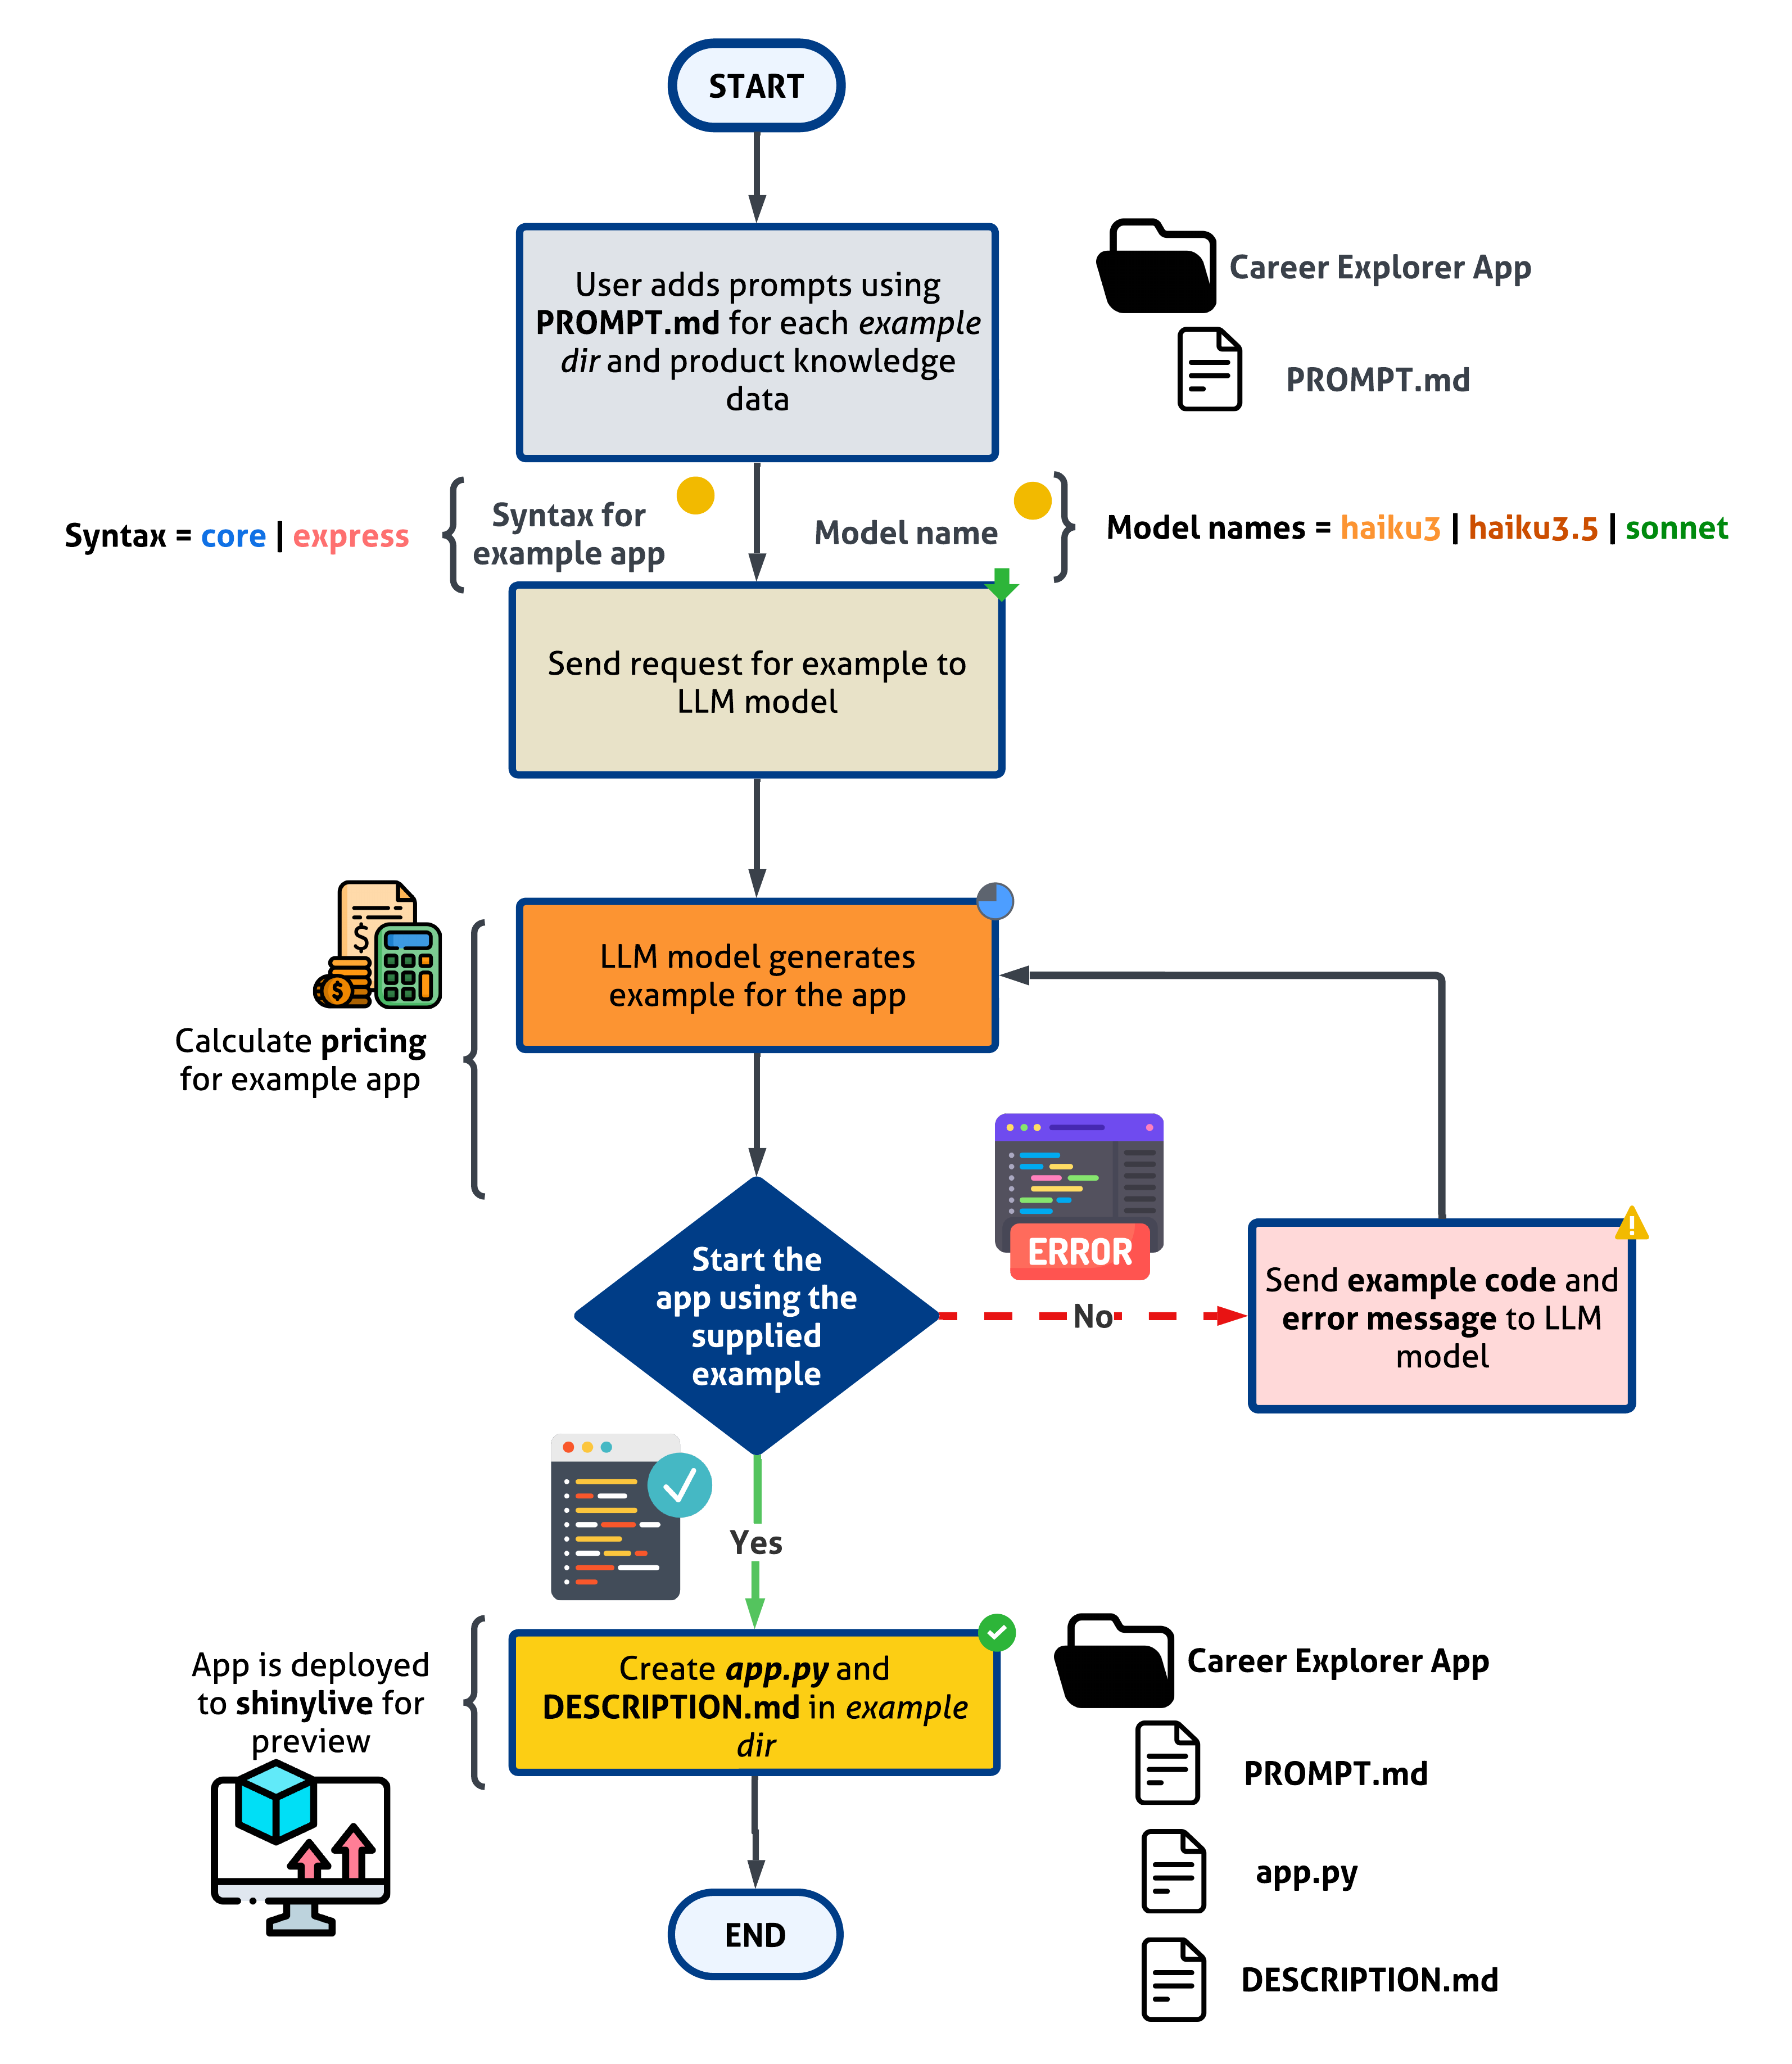 START
User adds prompts using
PROMPT.md for each example
dir and product knowledge
data
Career Explorer App
PROMPT.md
Syntax = core | express
Syntax for
example app
Model name
Model names = haiku3 | haiku3.5 | sonnet
Send request for example to
LLM model
$
$
Calculate pricing
for example app
LLM model generates
example for the app
ERROR
Start the
app using the
supplied
example
No
Send example code and
error message to LLM
model
Yes
App is deployed
to shinylive for
preview
Create app.py and
DESCRIPTION.md in example
dir
Career Explorer App
PROMPT.md
app.py
DESCRIPTION.md
END